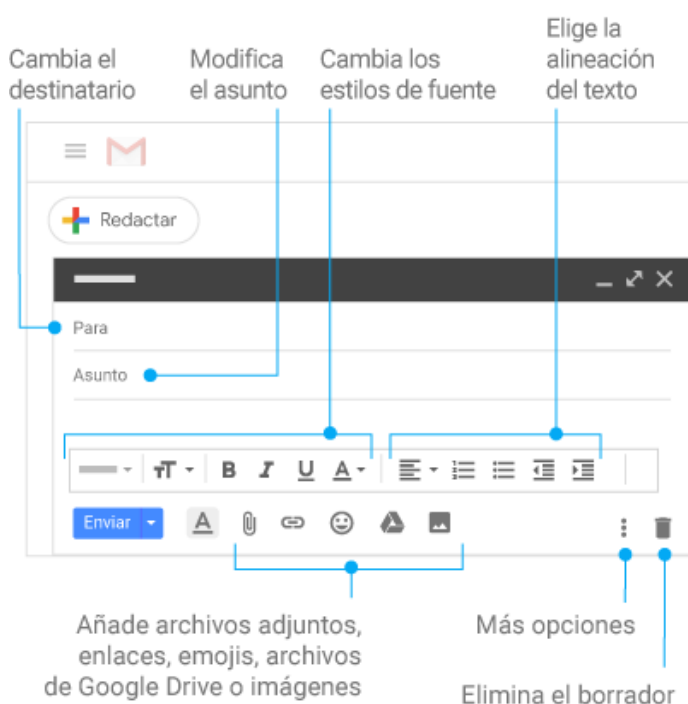 Cambia el
destinatario
Modifica
el asunto
Cambia los
estilos de fuente
Elige la
alineación
del texto
Redactar
Para
Asunto
Enviar
Añade archivos adjuntos,
enlaces, emojis, archivos
de Google Drive o imágenes
Más opciones
Elimina el borrador